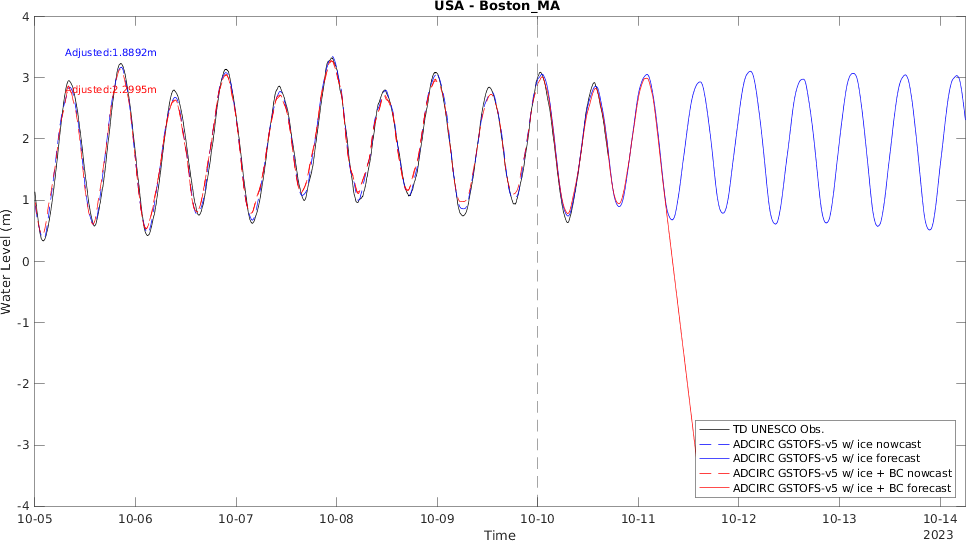 USA - Boston_MA
4
3
2
1
0
-1
-2
-3
-4
Water Level (m)
Adjusted:1.8892m
Adjusted:2.2995m
TD UNESCO Obs.
ADCIRC GSTOFS-v5 w/ ice nowcast
ADCIRC GSTOFS-v5 w/ ice forecast
ADCIRC GSTOFS-v5 w/ ice + BC nowcast
ADCIRC GSTOFS-v5 w/ ice + BC forecast
10-05 10-06 10-07 10-08 10-09 10-10 10-11 10-12 10-13 10-14
Time
2023